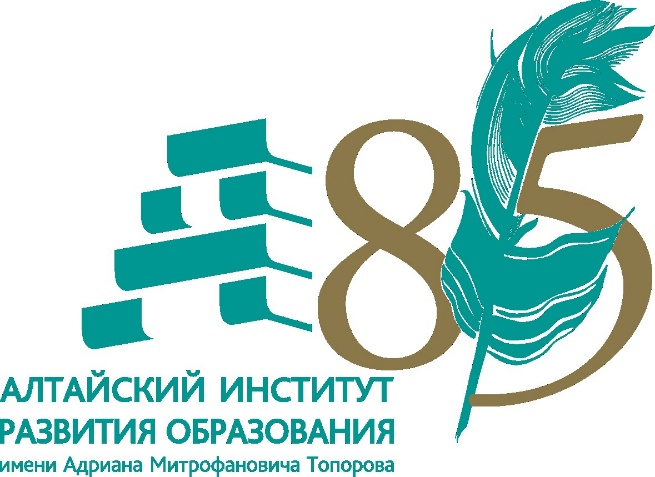 85
АЛТАЙСКИЙ ИНСТИТУТ
РАЗВИТИЯ ОБРАЗОВАНИЯ
имени Адриана Митрофановича Топорова